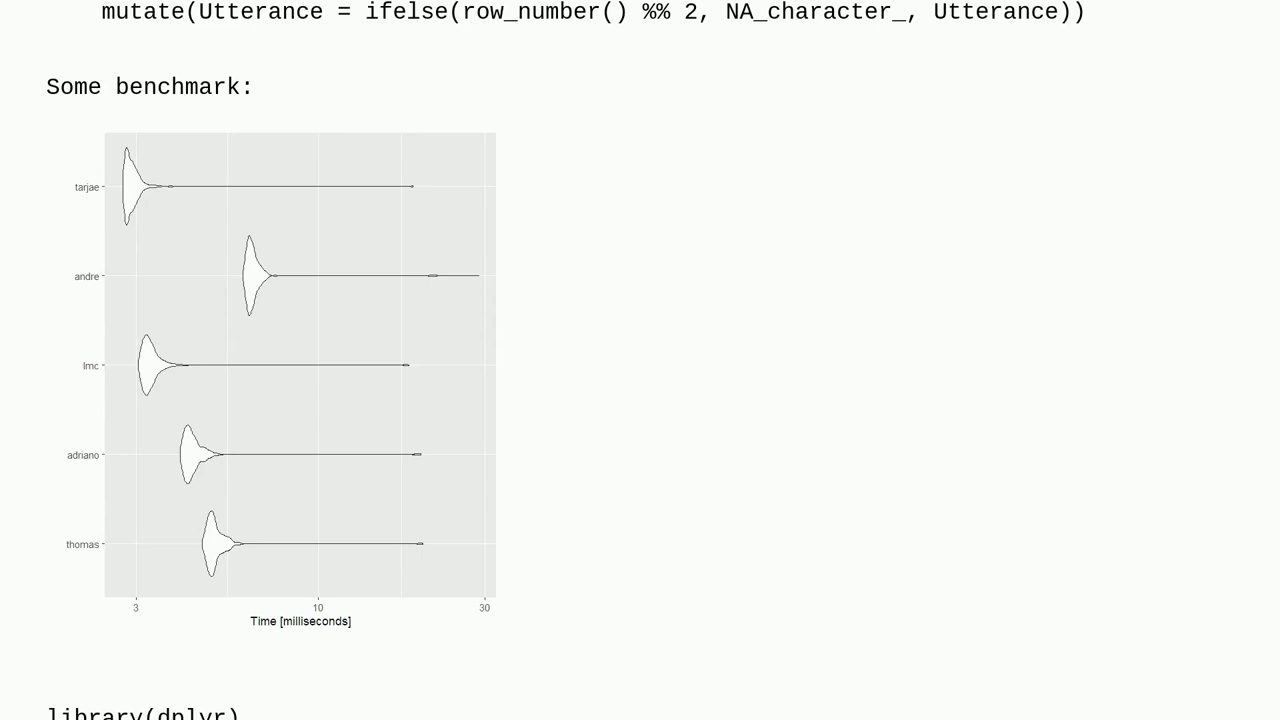 mutate(Utterance = ifelse(row_number() %% 2, NA_character_, Utterance))
Some benchmark:
tarjae
andre
lmc
adriano
thomas
3 10 30
Time [milliseconds]
library(dplyr)